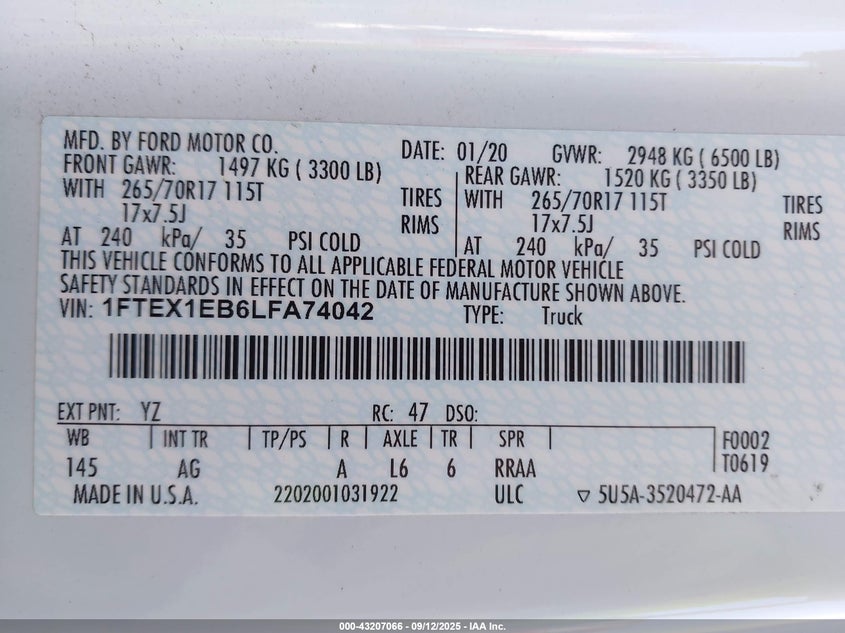 MFD. BY FORD MOTOR CO. DATE: 01/20 GVWR: 2948 KG ( 6500 LB)
FRONT GAWR: 1497 KG ( 3300 LB) REAR GAWR: 1520 KG ( 3350 LB)
WITH 265/70R17 115T TIRES WITH 265/70R17 115T TIRES
17x7.5J RIMS 17x7.5J RIMS
AT 240 kPa/ 35 PSI COLD AT 240 kPa/ 35 PSI COLD
THIS VEHICLE CONFORMS TO ALL APPLICABLE FEDERAL MOTOR VEHICLE
SAFETY STANDARDS IN EFFECT ON THE DATE OF MANUFACTURE SHOWN ABOVE.
VIN: 1FTEX1EB6LFA74042 TYPE: Truck
EXT PNT: YZ RC: 47 DSO:
WB INT TR TP/PS R AXLE TR SPR F0002
145 AG A L6 6 RRAA T0619
MADE IN U.S.A. 2202001031922 ULC 5U5A-3520472-AA
000-43207066 - 09/12/2025 - IAA Inc.